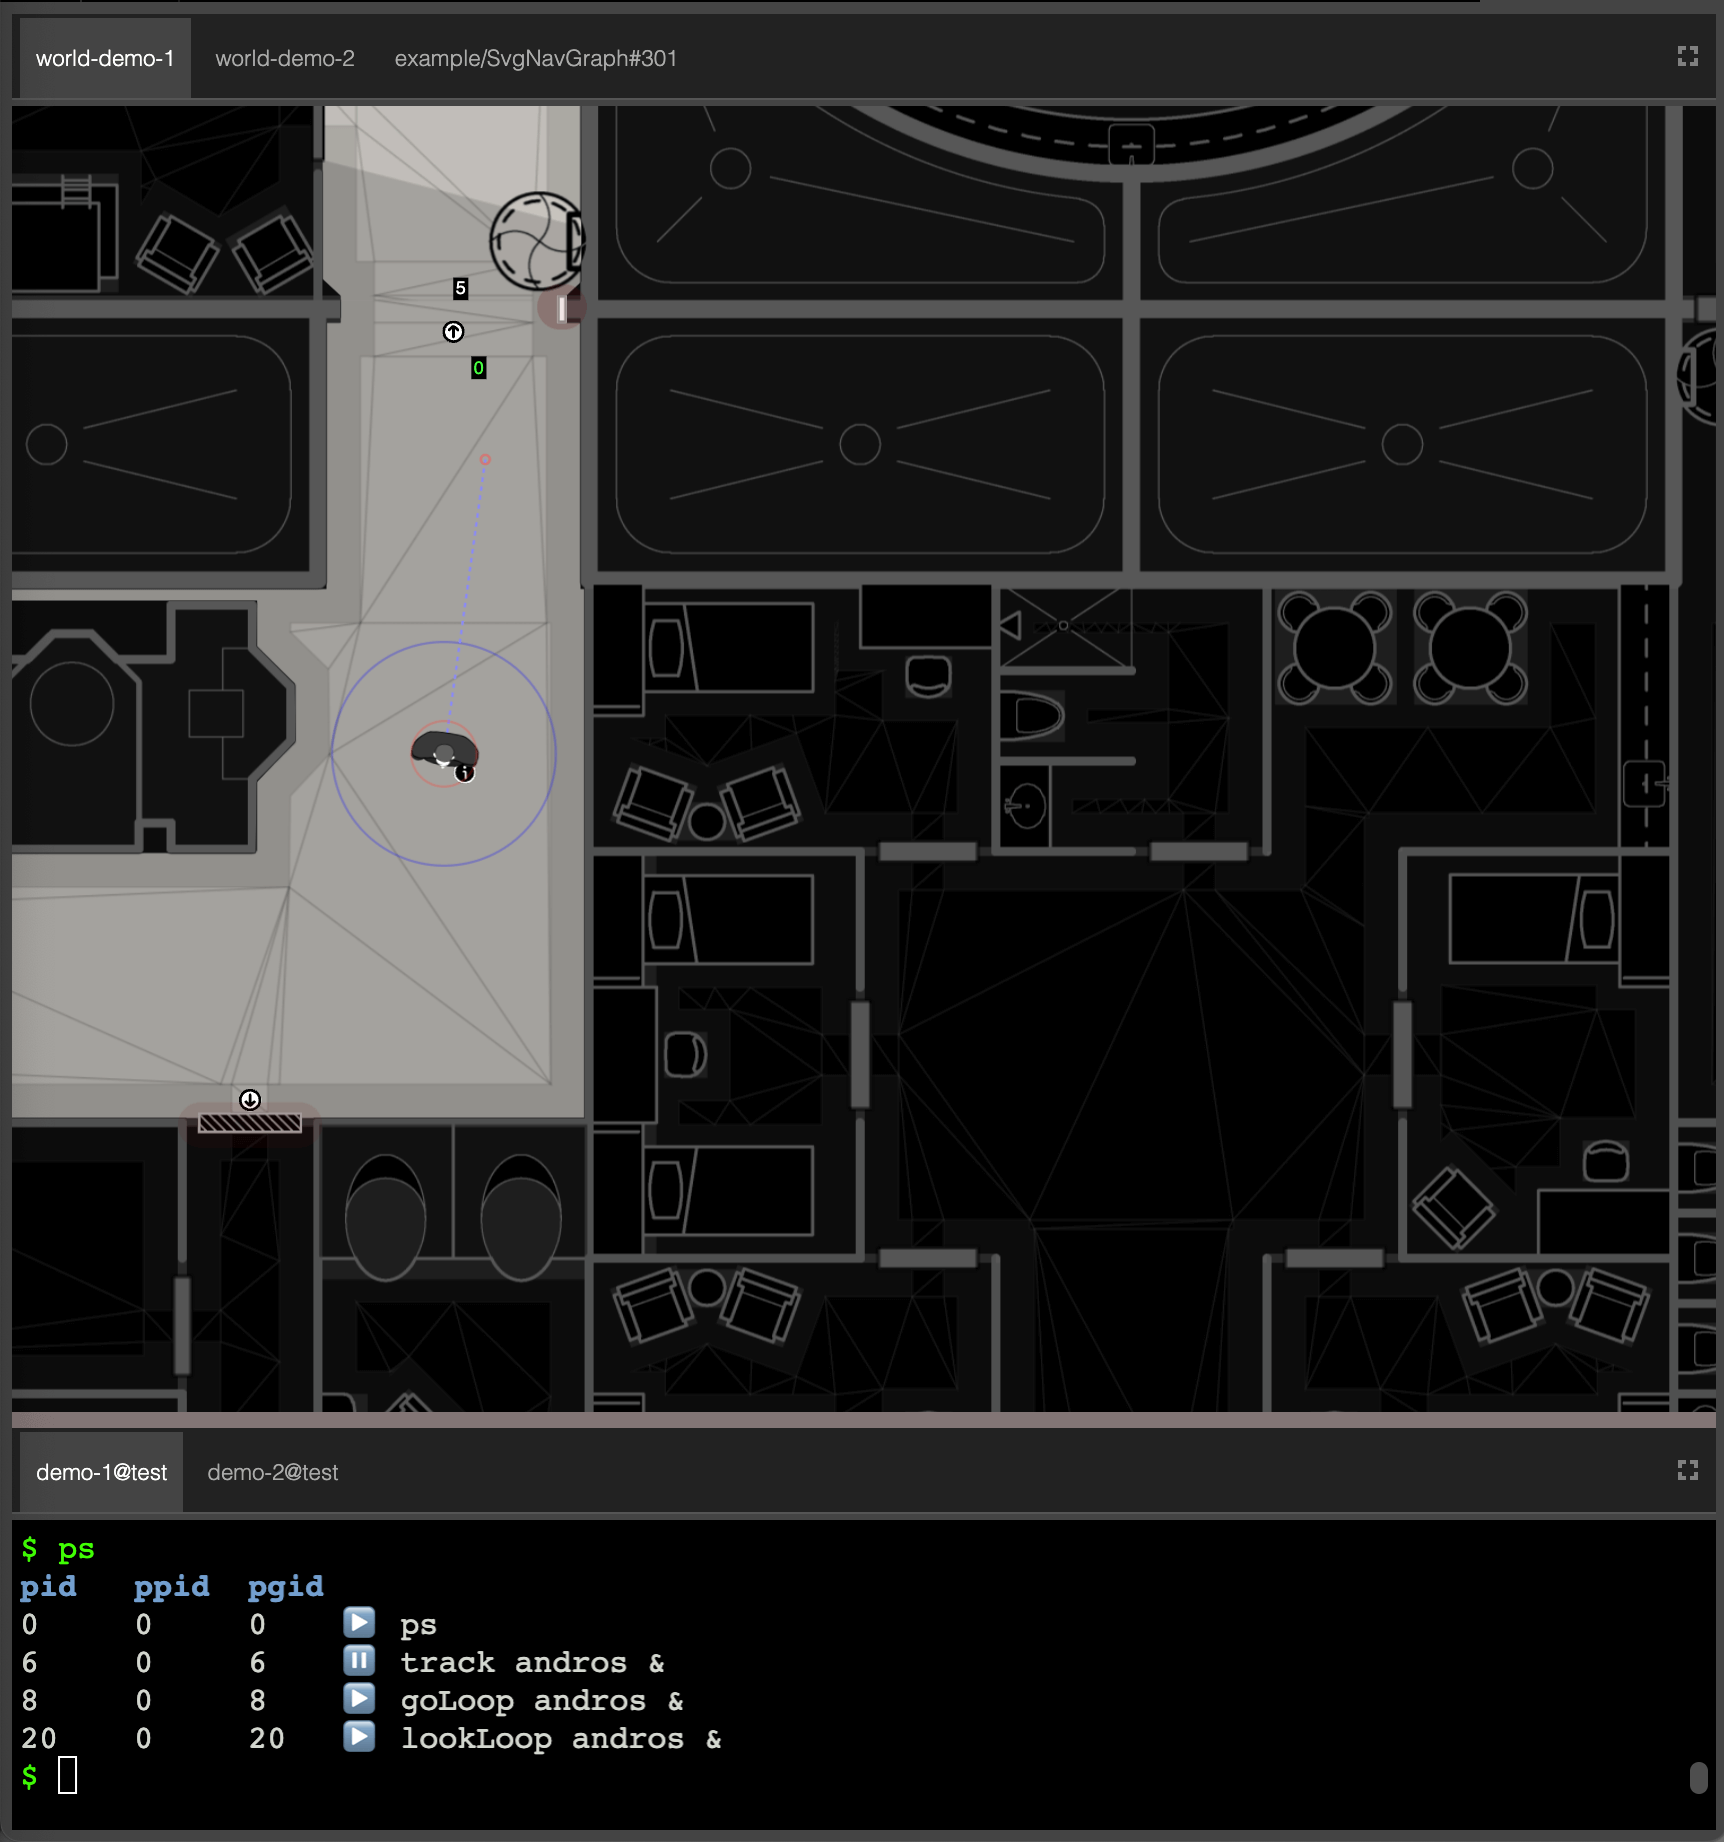 world-demo-1 world-demo-2 example/SvgNavGraph#301
5
0
i
demo-1@test demo-2@test
$ ps
pid ppid pgid
0 0 0 ps
6 0 6 track andros &
8 0 8 goLoop andros &
20 0 20 lookLoop andros &
$